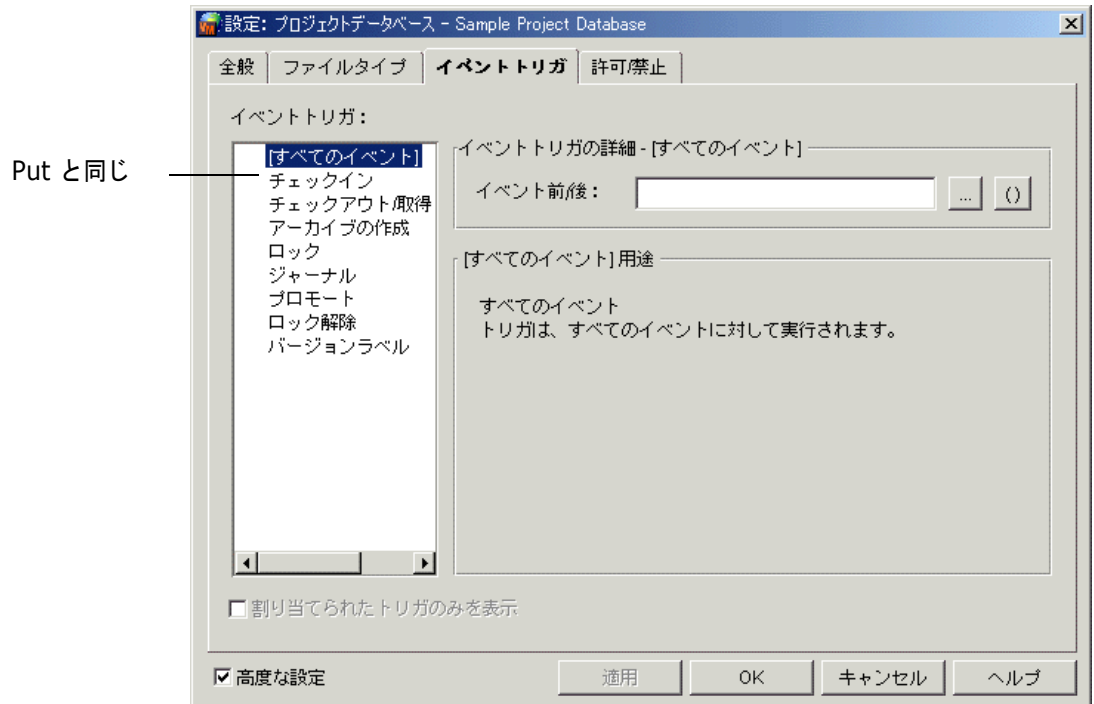 設定: プロジェクトデータベース - Sample Project Database
全般 ファイルタイプ イベントトリガ 許可/禁止
イベントトリガ:
Put と同じ
[すべてのイベント]
チェックイン
チェックアウト/取得
アーカイブの作成
ロック
ジャーナル
プロモート
ロック解除
バージョンラベル
イベントトリガの詳細 - [すべてのイベント]
イベント前/後: ... ()
[すべてのイベント] 用途
すべてのイベント
トリガは、すべてのイベントに対して実行されます。
割り当てられたトリガのみを表示
高度な設定 適用 OK キャンセル ヘルプ